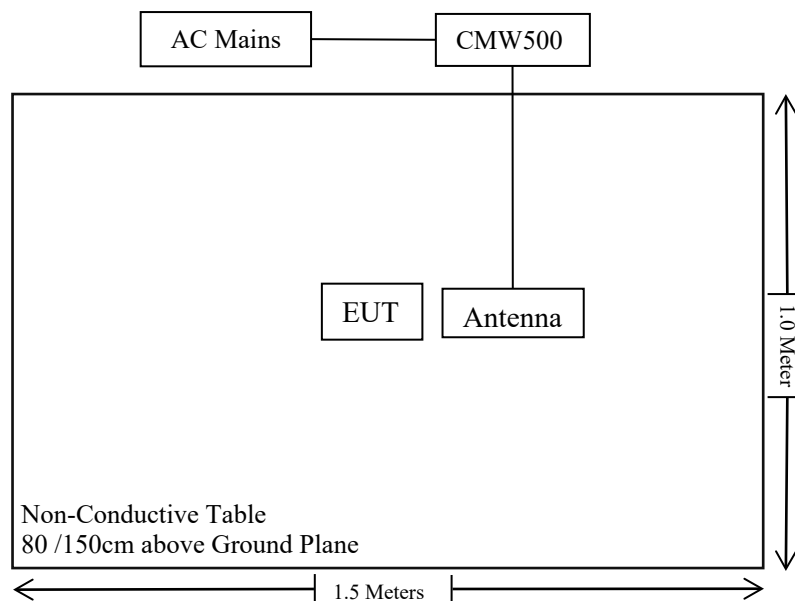 AC Mains
CMW500
EUT
Antenna
1.0 Meter
Non-Conductive Table
80 /150cm above Ground Plane
1.5 Meters